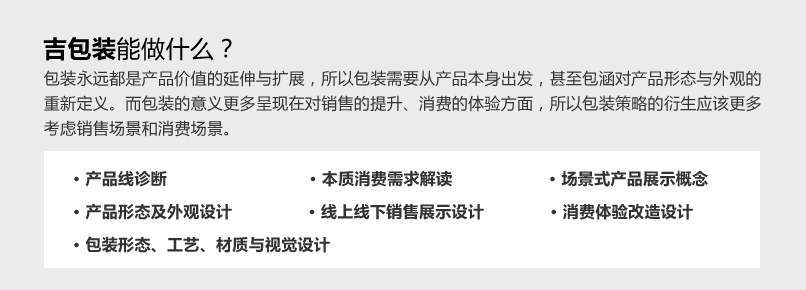 吉包装能做什么？
包装永远都是产品价值的延伸与扩展，所以包装需要从产品本身出发，甚至包涵对产品形态与外观的
重新定义。而包装的意义更多呈现在对销售的提升、消费的体验方面，所以包装策略的衍生应该更多
考虑销售场景和消费场景。
• 产品线诊断 • 本质消费需求解读 • 场景式产品展示概念
• 产品形态及外观设计 • 线上线下销售展示设计 • 消费体验改造设计
• 包装形态、工艺、材质与视觉设计